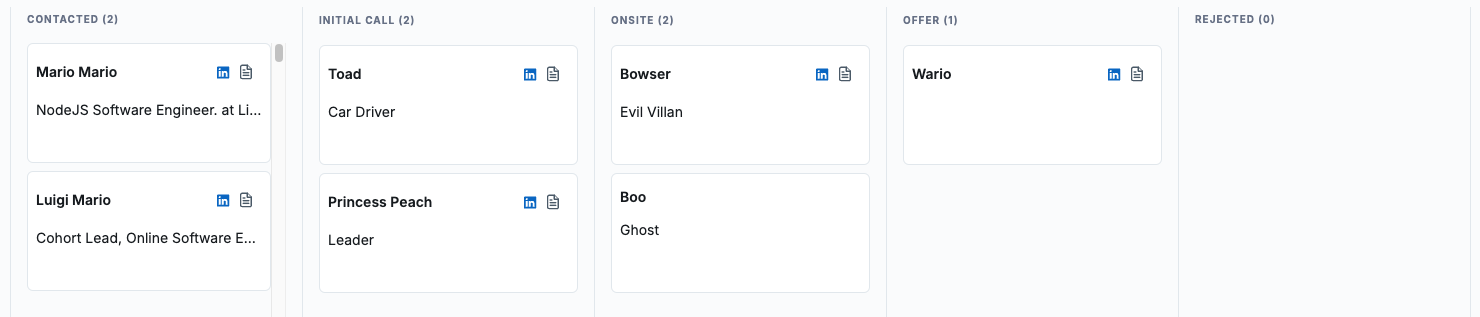 CONTACTED (2)
Mario Mario
NodeJS Software Engineer. at Li...
Luigi Mario
Cohort Lead, Online Software E...
INITIAL CALL (2)
Toad
Car Driver
Princess Peach
Leader
ONSITE (2)
Bowser
Evil Villan
Boo
Ghost
OFFER (1)
Wario
REJECTED (0)